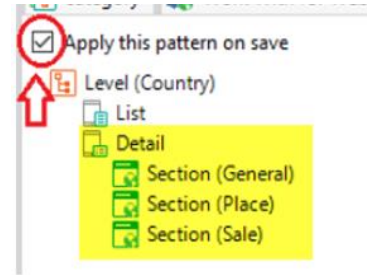 Apply this pattern on save
Level (Country)
List
Detail
Section (General)
Section (Place)
Section (Sale)